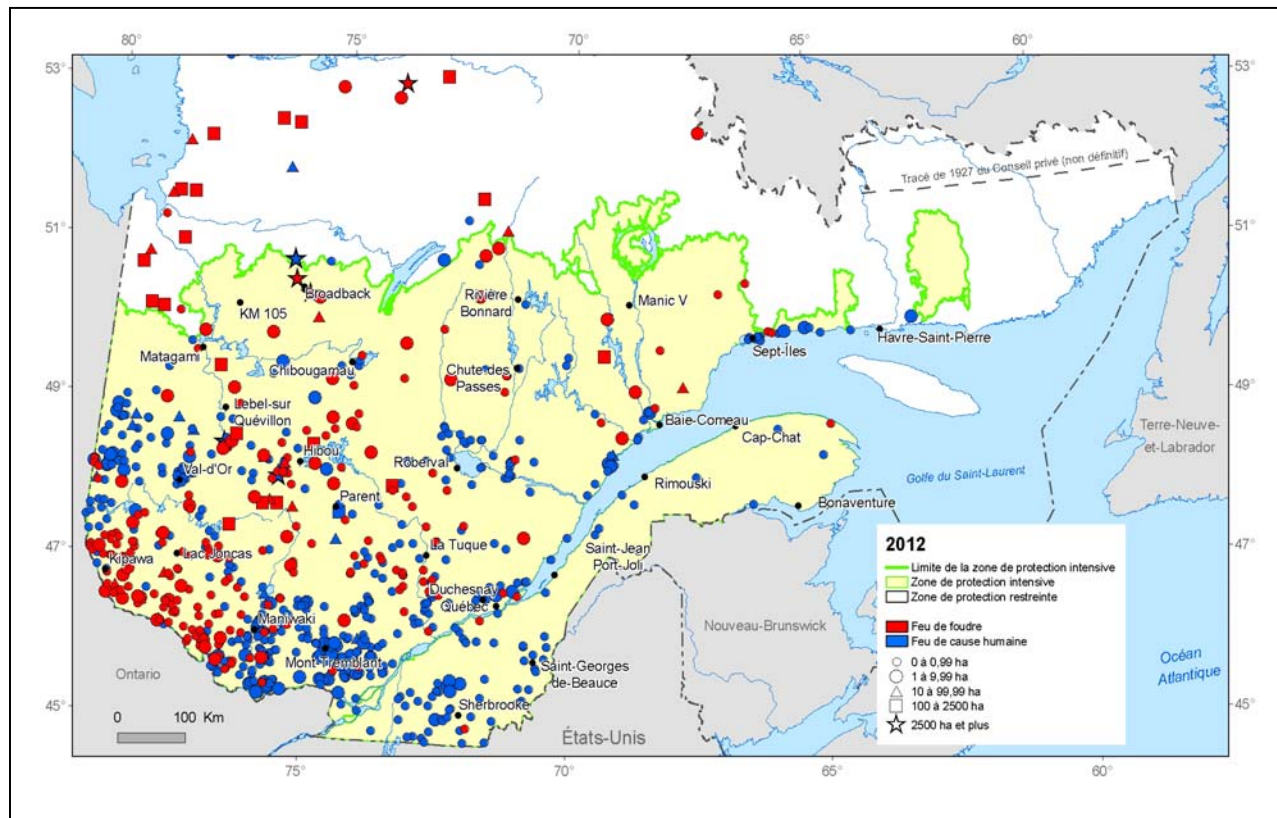 80° 75° 70° 65° 60°
53° 53°
Tracé de 1927 du Conseil privé (non définitif)
51° 51°
Broadback
Rivière
Bonnard
Manic V
KM 105
Matagami
Sept-Îles
Havre-Saint-Pierre
Chibougamau
Chute des
Passes
49° 49°
Lebel-sur
Quévillon
Baie-Comeau
Cap-Chat
Terre-Neuve-
et-Labrador
Hibou
Roberval
Val-d'Or
Rimouski
Golfe du Saint-Laurent
Parent
Bonaventure
47° 47°
Lac Joncas
La Tuque
Saint-Jean
Port-Joli
Kipawa
Duchesnay
Québec
Maniwaki
Nouveau-Brunswick
Mont-Tremblant
Saint-Georges
de-Beauce
Ontario
Océan
Atlantique
Sherbrooke
45° 45°
0 100 Km
États-Unis
2012
Limite de la zone de protection intensive
Zone de protection intensive
Zone de protection restreinte
Feu de foudre
Feu de cause humaine
0 à 0,99 ha
1 à 9,99 ha
10 à 99,99 ha
100 à 2500 ha
2500 ha et plus
75° 70° 65° 60°